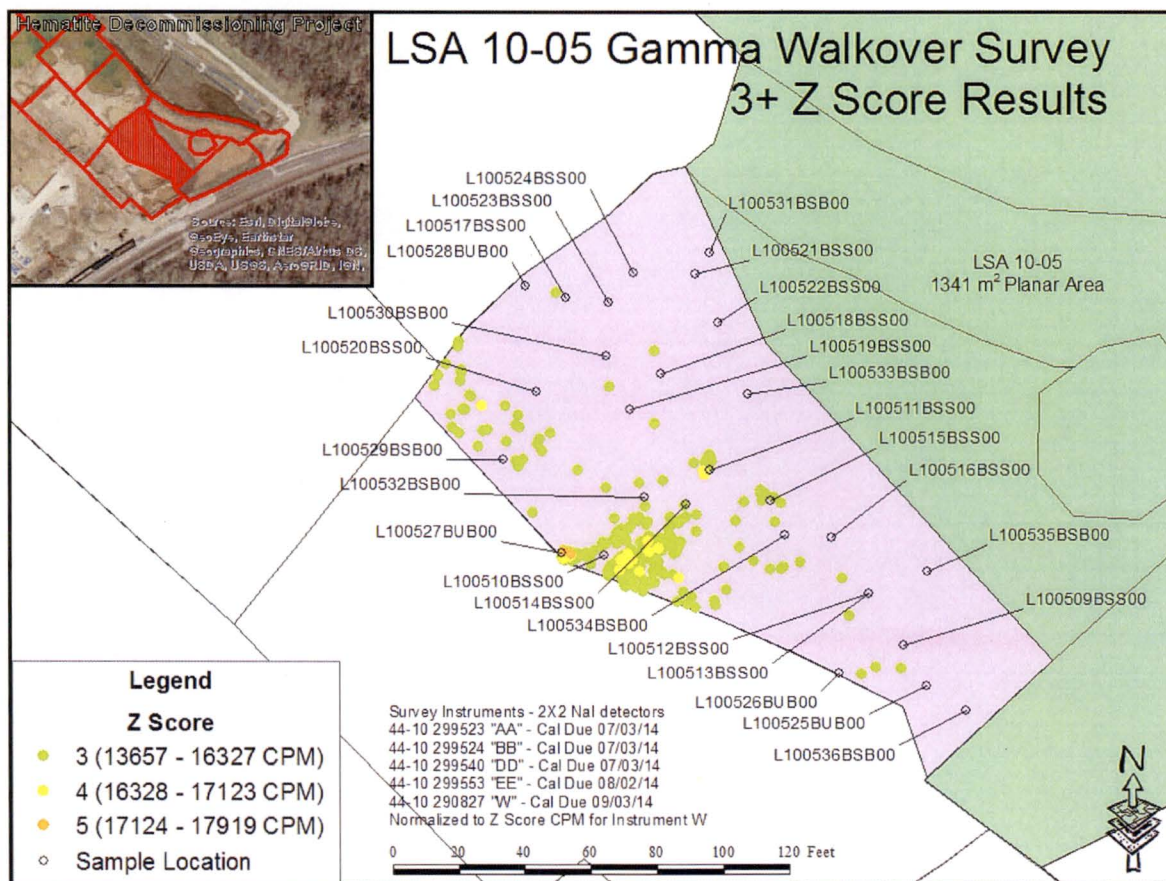 Hematite Decommissioning Project
LSA 10-05 Gamma Walkover Survey
3+ Z Score Results
Sources: Esri, DigitalGlobe,
GeoEye, Earthstar
Geographics, CNES/Airbus DS,
USDA, USGS, AeroGRID, IGN,
L100524BSS00
L100523BSS00
L100517BSS00
L100528BUB00
L100531BSB00
L100521BSS00
LSA 10-05
1341 m² Planar Area
L100522BSS00
L100530BSB00
L100518BSS00
L100520BSS00
L100519BSS00
L100533BSB00
L100511BSS00
L100515BSS00
L100529BSB00
L100516BSS00
L100532BSB00
L100527BUB00
L100535BSB00
L100510BSS00
L100514BSS00
L100509BSS00
L100534BSB00
L100512BSS00
L100513BSS00
L100526BUB00
L100525BUB00
L100536BSB00
Legend
Z Score
3 (13657 - 16327 CPM)
4 (16328 - 17123 CPM)
5 (17124 - 17919 CPM)
Sample Location
Survey Instruments - 2X2 NaI detectors
44-10 299523 "AA" - Cal Due 07/03/14
44-10 299524 "BB" - Cal Due 07/03/14
44-10 299540 "DD" - Cal Due 07/03/14
44-10 299553 "EE" - Cal Due 08/02/14
44-10 290827 "W" - Cal Due 09/03/14
Normalized to Z Score CPM for Instrument W
0 20 40 60 80 100 120 Feet
N